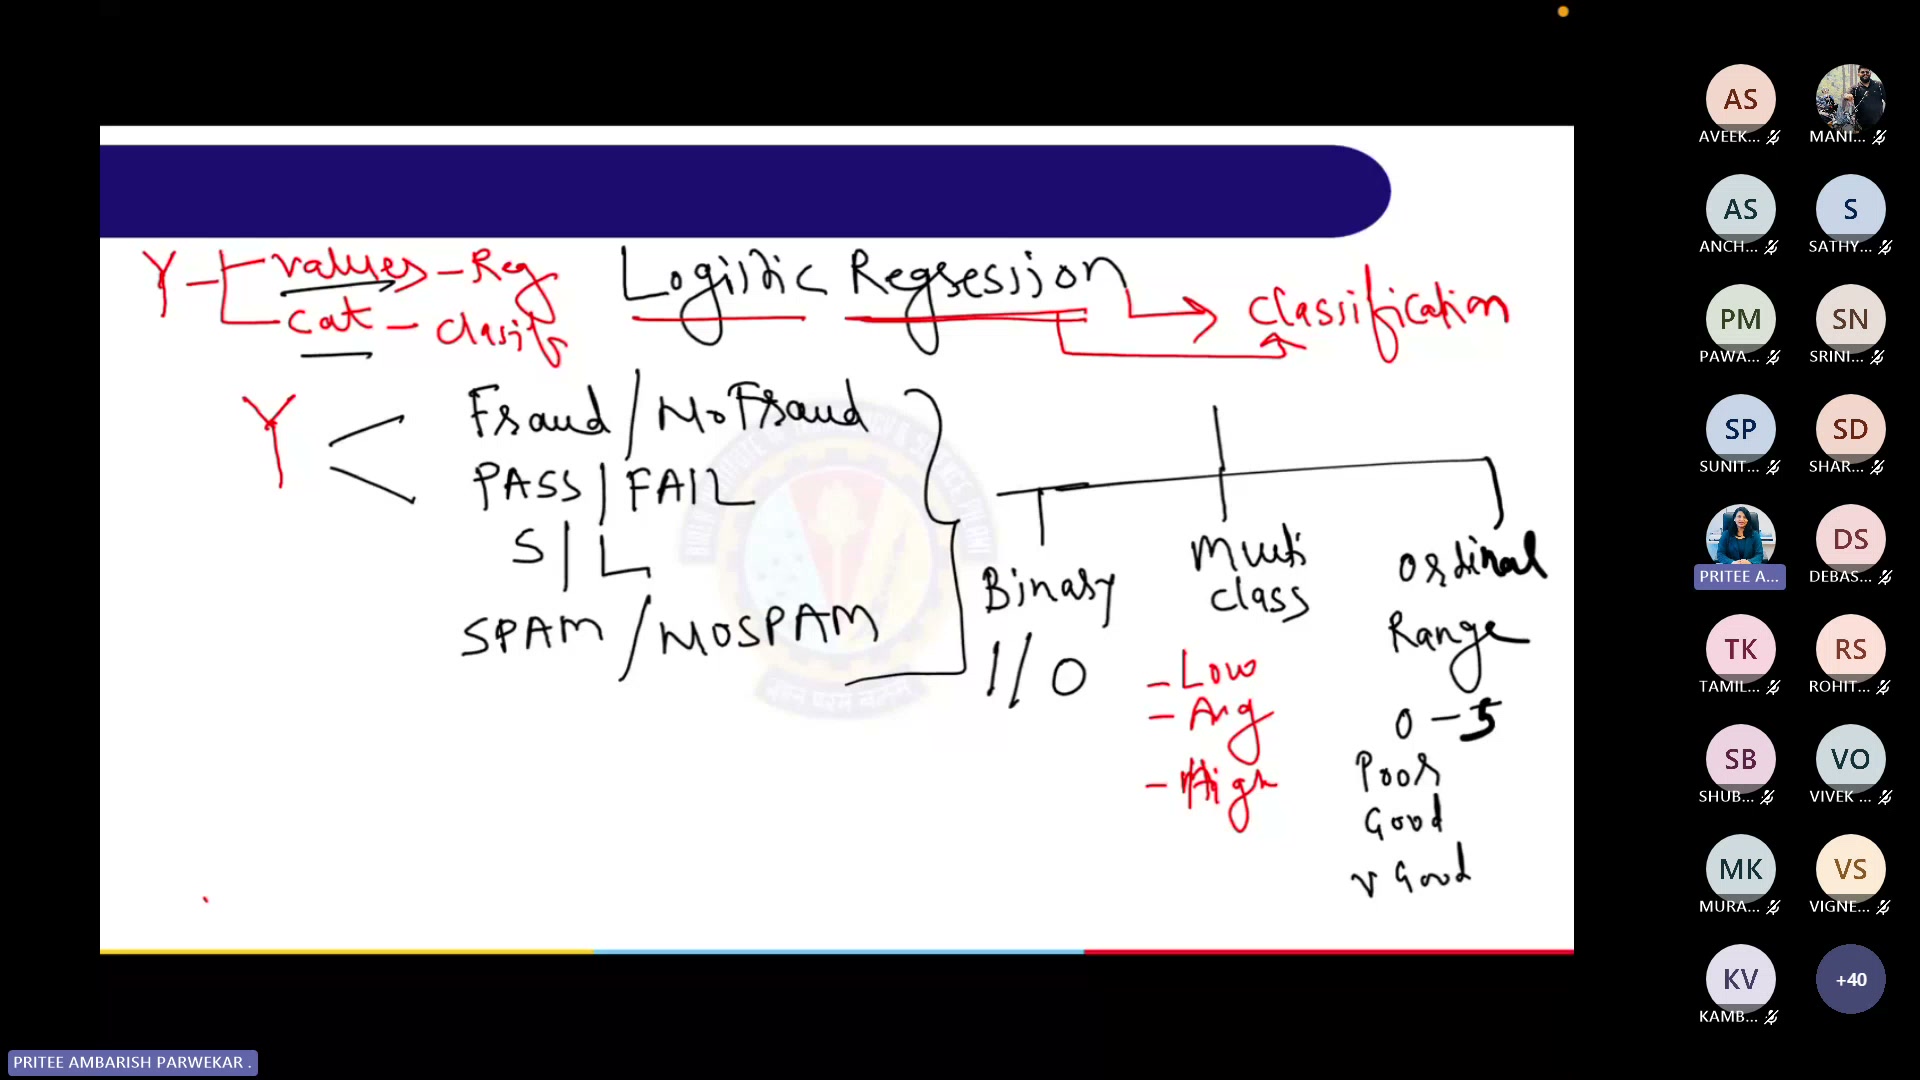 Y - values - Reg
cat - Classify
Logistic Regression
classification
Y
Fraud / NoFraud
PASS | FAIL
S | L
SPAM / NOSPAM
Binary
1/0
Multi
class
- Low
- Avg
- High
Ordinal
Range
0 - 5
Poor
Good
v Good
AS
AVEEK...
MANI...
AS
ANCH...
S
SATHY...
PM
PAWA...
SN
SRINI...
SP
SUNIT...
SD
SHAR...
PRITEE A...
DS
DEBAS...
TK
TAMIL...
RS
ROHIT...
SB
SHUB...
VO
VIVEK ...
MK
MURA...
VS
VIGNE...
KV
KAMB...
+40
PRITEE AMBARISH PARWEKAR .